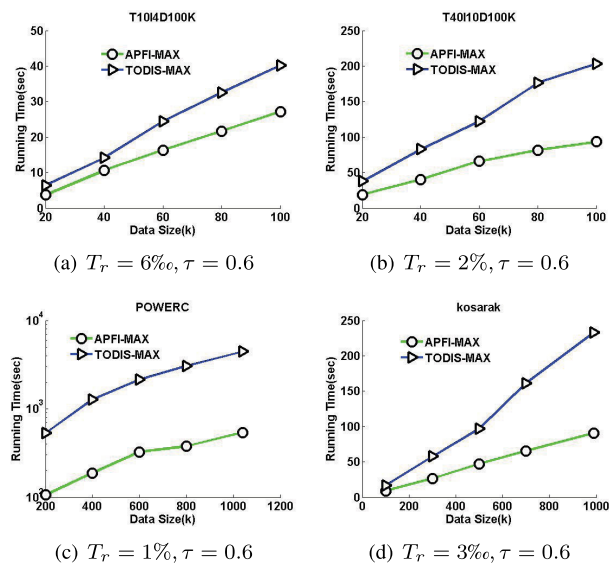 T10I4D100K
50
40
30
20
10
0
Running Time(sec)
APFI-MAX
TODIS-MAX
20 40 60 80 100
Data Size(k)
(a) T_r = 6‰, τ = 0.6
T40I10D100K
250
200
150
100
50
0
Running Time(sec)
APFI-MAX
TODIS-MAX
20 40 60 80 100
Data Size(k)
(b) T_r = 2%, τ = 0.6
POWERC
10^4
10^3
10^2
Running Time(sec)
APFI-MAX
TODIS-MAX
200 400 600 800 1000 1200
Data Size(k)
(c) T_r = 1%, τ = 0.6
kosarak
250
200
150
100
50
0
Running Time(sec)
APFI-MAX
TODIS-MAX
0 200 400 600 800 1000
Data Size(k)
(d) T_r = 3‰, τ = 0.6